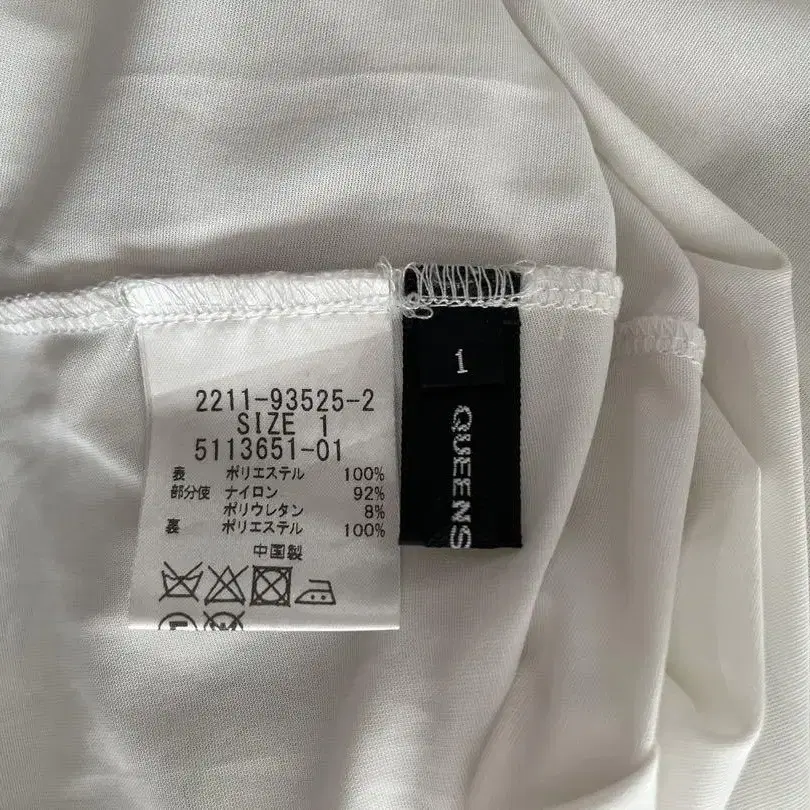 2211-93525-2
SIZE 1
5113651-01
表 ポリエステル 100%
部分使 ナイロン 92%
ポリウレタン 8%
裏 ポリエステル 100%
中国製
1
QUEENS